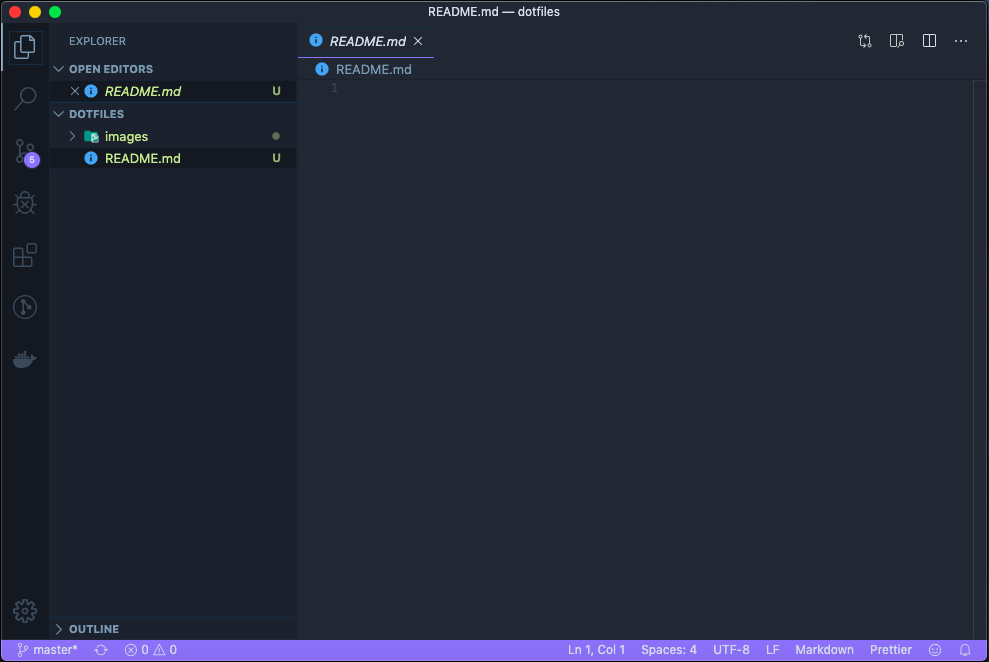 README.md — dotfiles
EXPLORER
README.md
OPEN EDITORS
README.md
README.md U
DOTFILES
1
images
5
README.md U
OUTLINE
master* 0 0 Ln 1, Col 1 Spaces: 4 UTF-8 LF Markdown Prettier